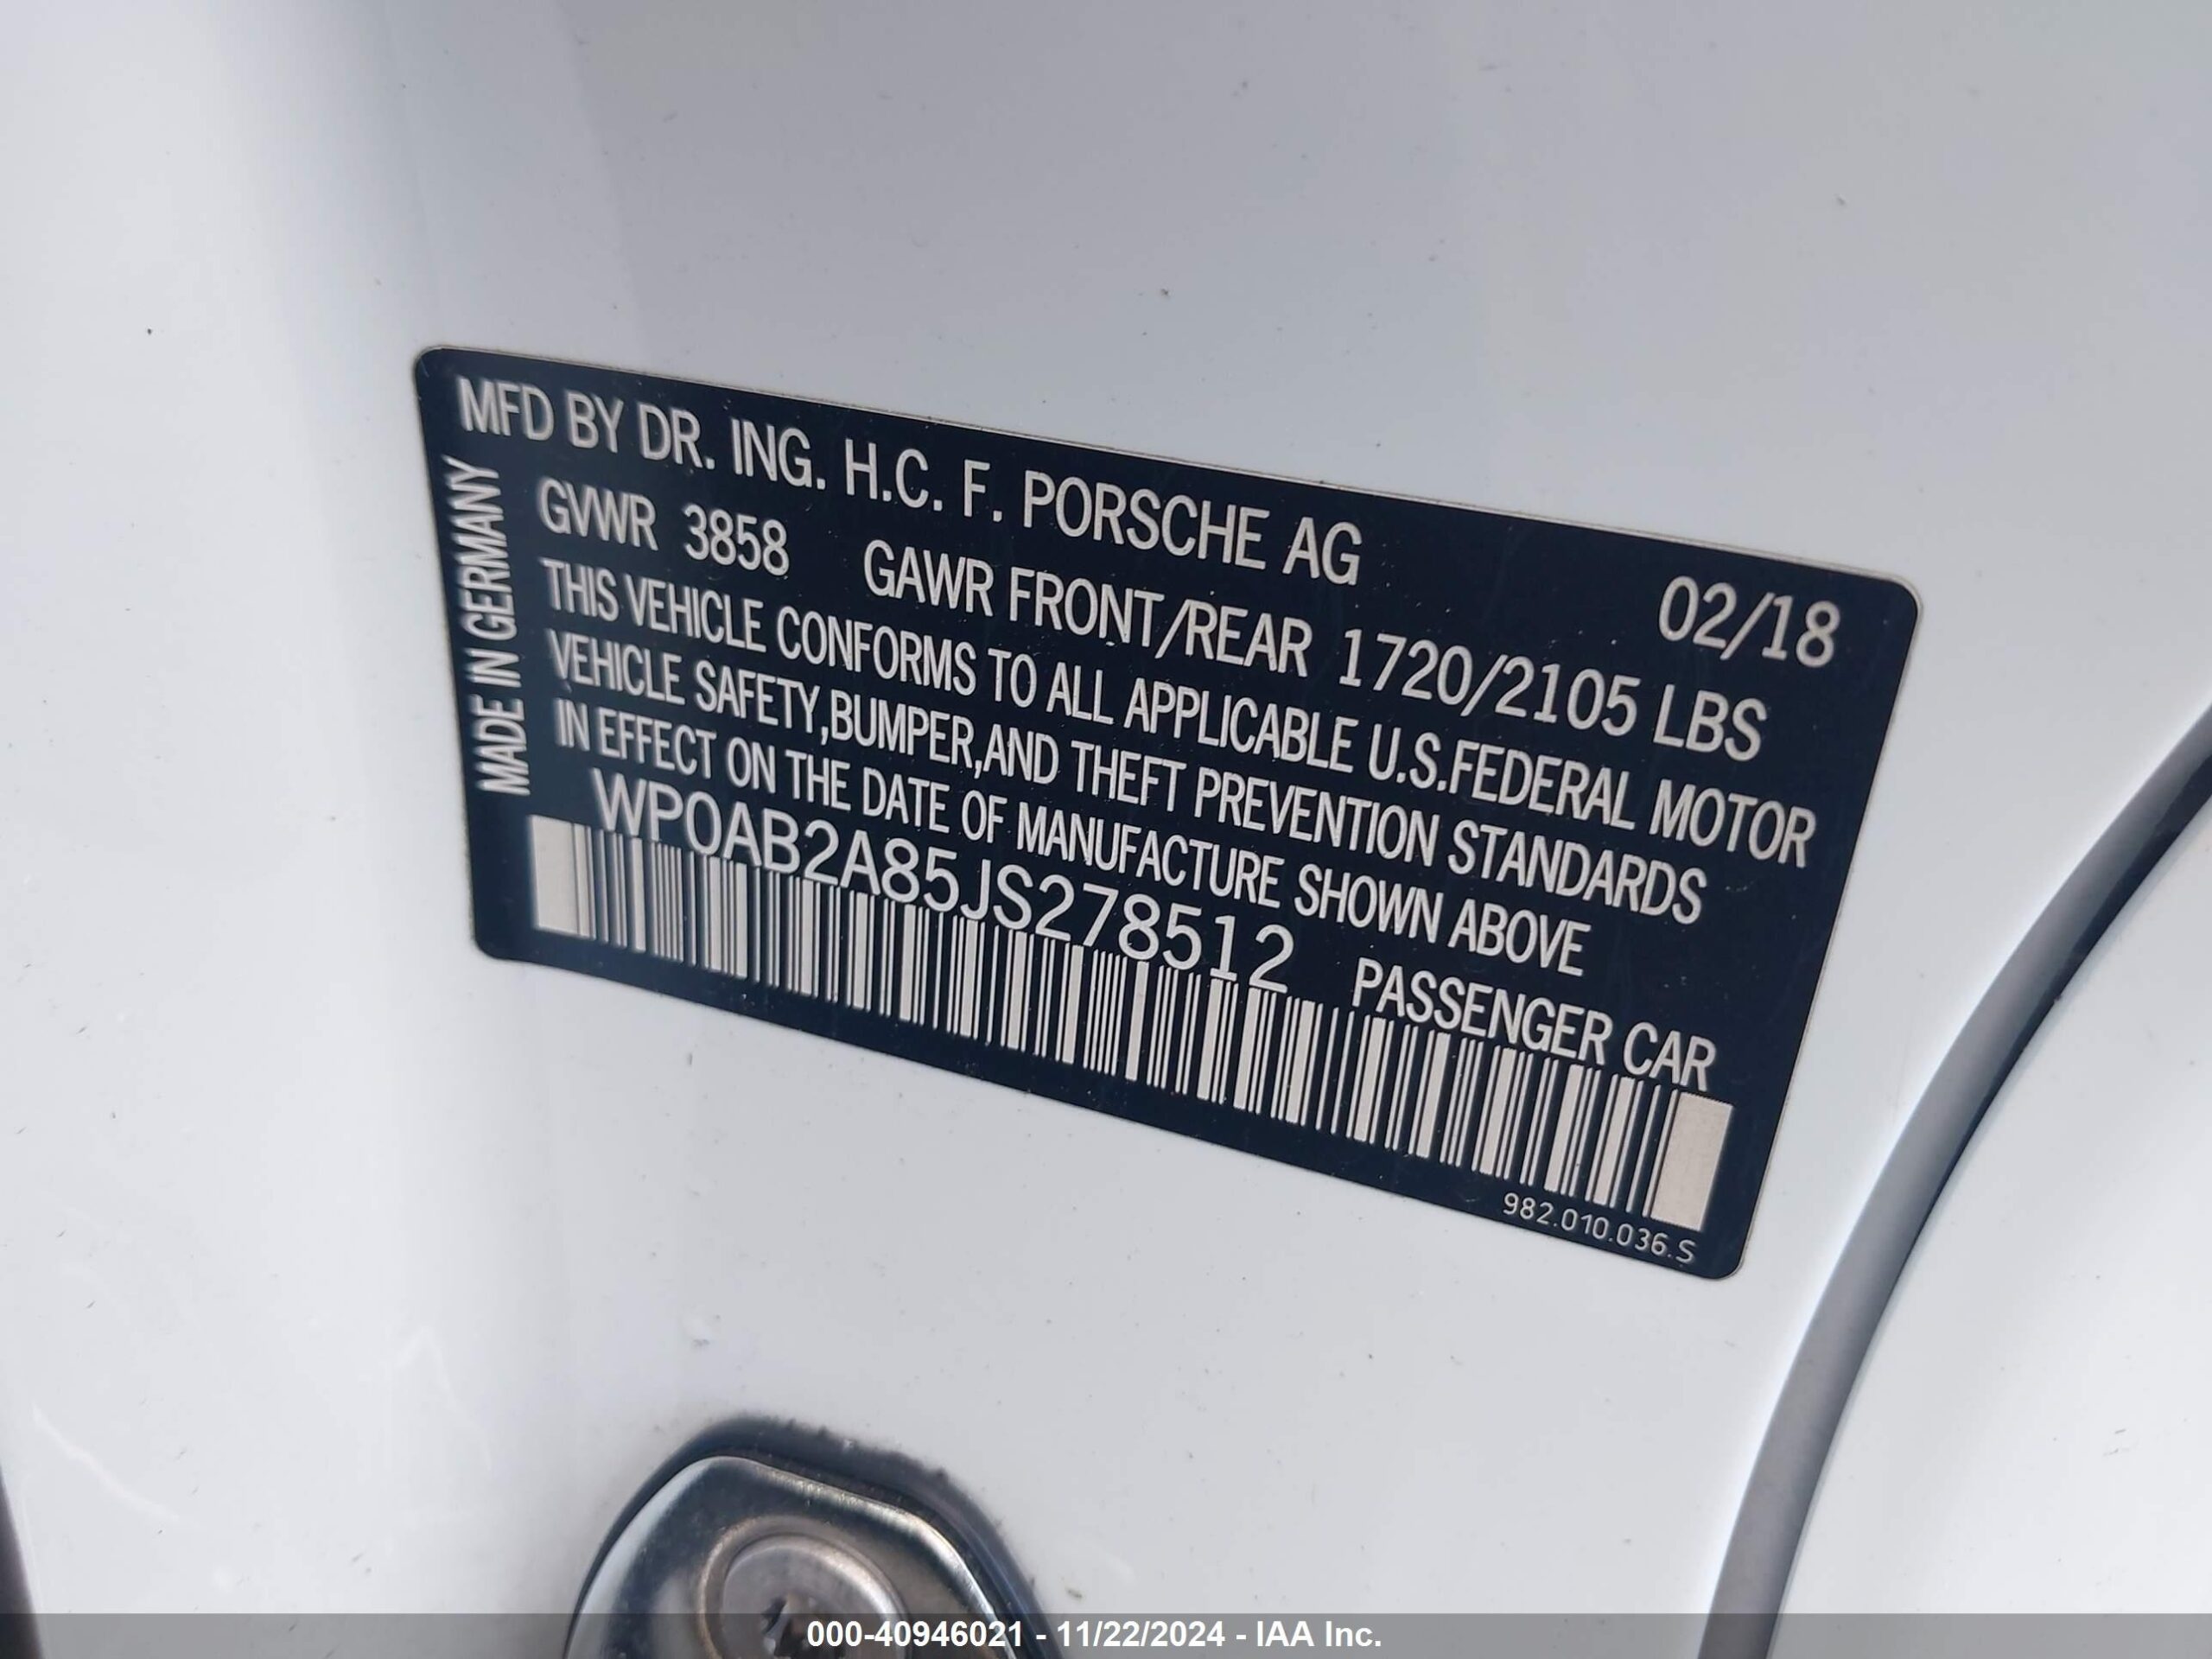 MFD BY DR. ING. H.C. F. PORSCHE AG 02/18
MADE IN GERMANY
GVWR 3858 GAWR FRONT/REAR 1720/2105 LBS
THIS VEHICLE CONFORMS TO ALL APPLICABLE U.S.FEDERAL MOTOR
VEHICLE SAFETY,BUMPER,AND THEFT PREVENTION STANDARDS
IN EFFECT ON THE DATE OF MANUFACTURE SHOWN ABOVE
WP0AB2A85JS278512 PASSENGER CAR
982.010.036.S
000-40946021 - 11/22/2024 - IAA Inc.